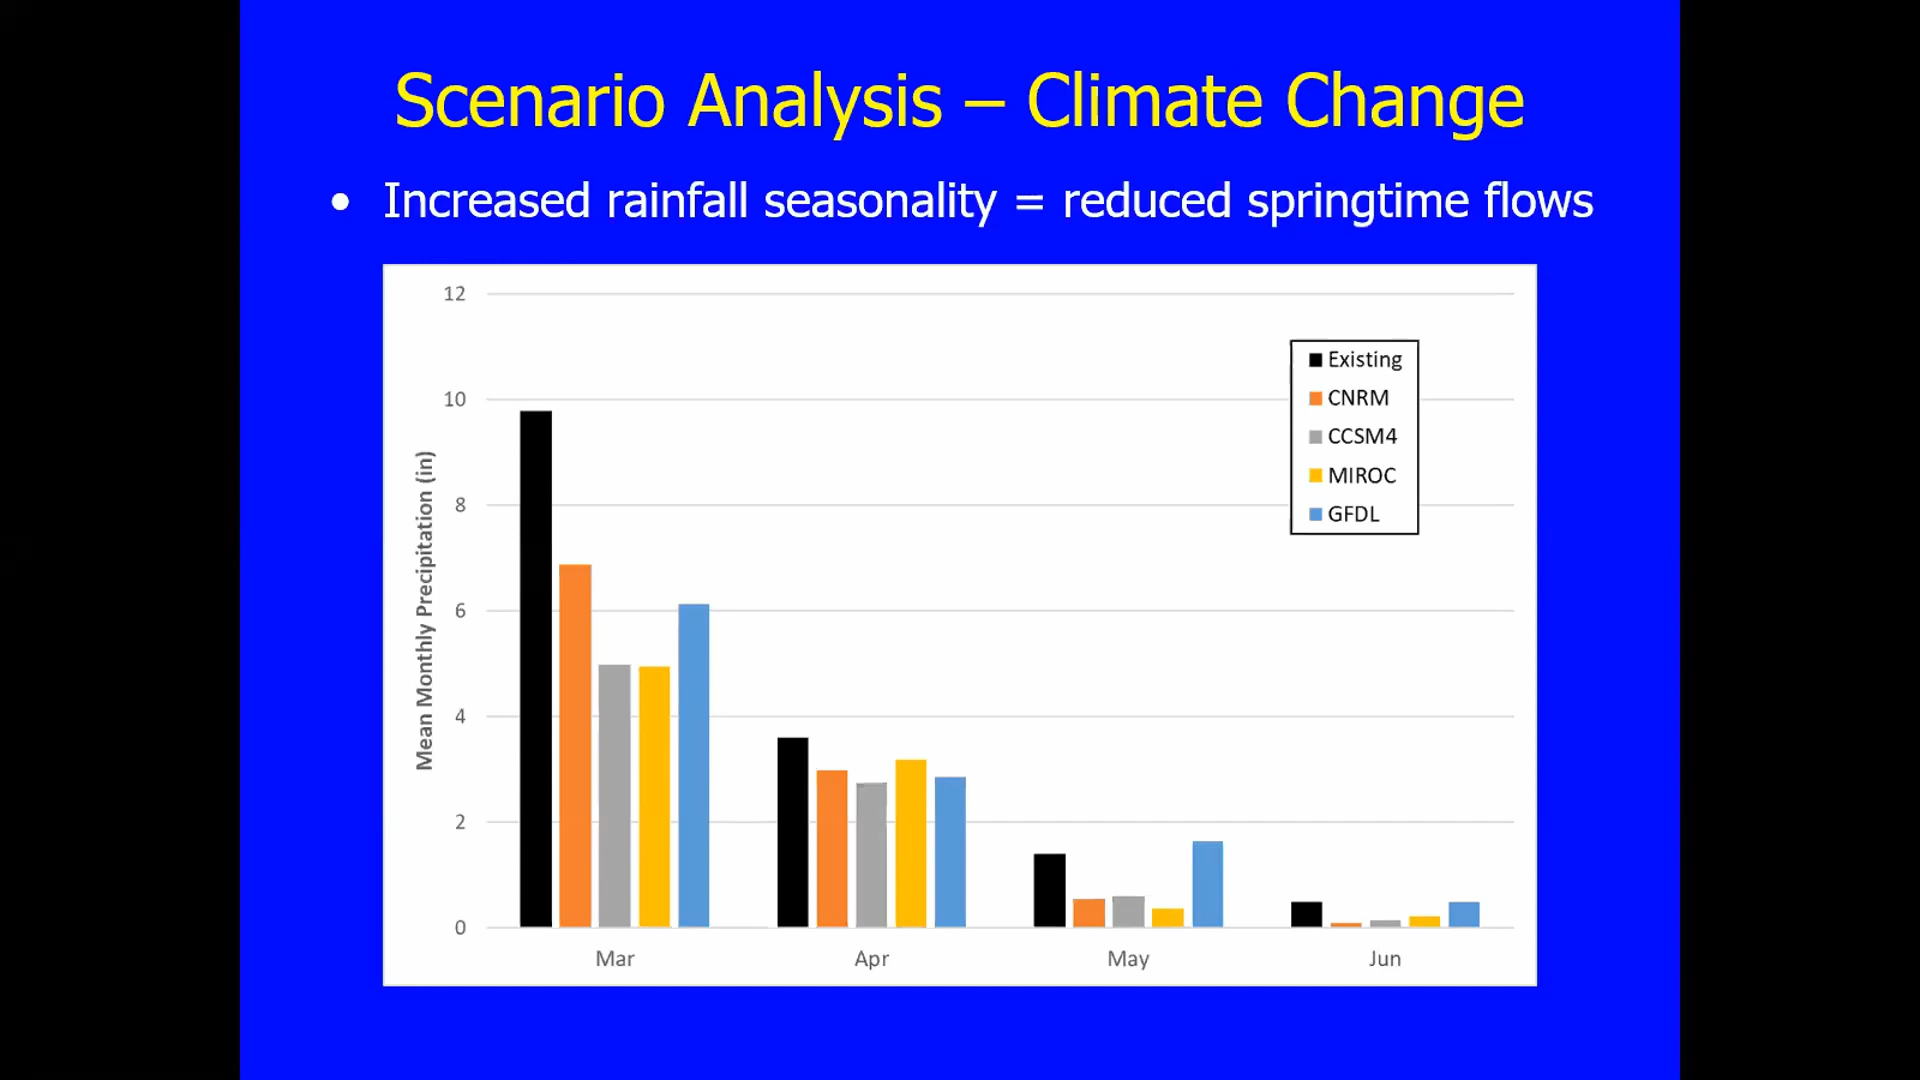 Scenario Analysis – Climate Change
• Increased rainfall seasonality = reduced springtime flows
Mean Monthly Precipitation (in)
12
10
8
6
4
2
0
Existing
CNRM
CCSM4
MIROC
GFDL
Mar Apr May Jun